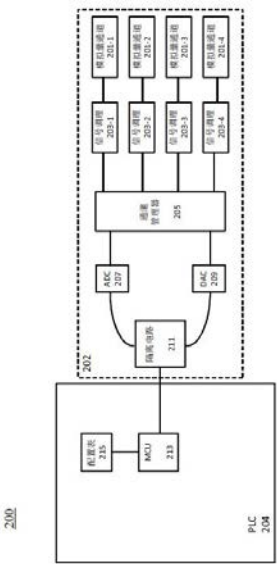 200
202
模拟量通道
201-1
模拟量通道
201-2
模拟量通道
201-3
模拟量通道
201-4
信号调理
203-1
信号调理
203-2
信号调理
203-3
信号调理
203-4
通道
管理器
205
ADC
207
DAC
209
隔离电路
211
配置表
215
MCU
213
PLC
204